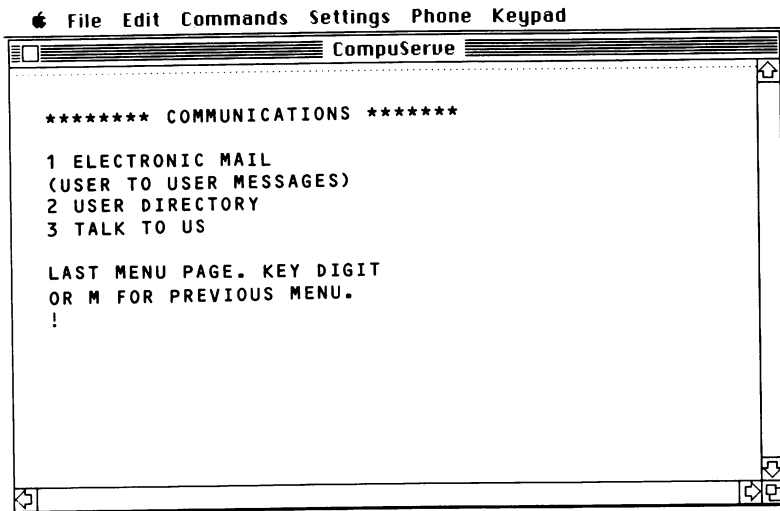 File Edit Commands Settings Phone Keypad
CompuServe
******** COMMUNICATIONS *******
1 ELECTRONIC MAIL
(USER TO USER MESSAGES)
2 USER DIRECTORY
3 TALK TO US
LAST MENU PAGE. KEY DIGIT
OR M FOR PREVIOUS MENU.
!